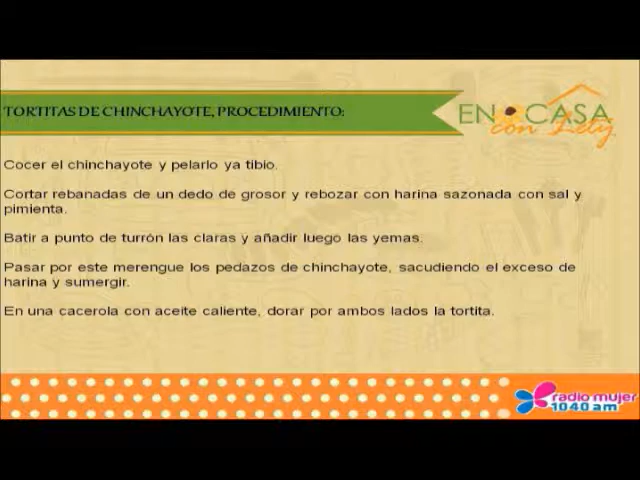 TORTITAS DE CHINCHAYOTE, PROCEDIMIENTO:
EN CASA
con Lety
Cocer el chinchayote y pelarlo ya tibio.
Cortar rebanadas de un dedo de grosor y rebozar con harina sazonada con sal y
pimienta.
Batir a punto de turrón las claras y añadir luego las yemas.
Pasar por este merengue los pedazos de chinchayote, sacudiendo el exceso de
harina y sumergir.
En una cacerola con aceite caliente, dorar por ambos lados la tortita.
radio mujer
1040 am